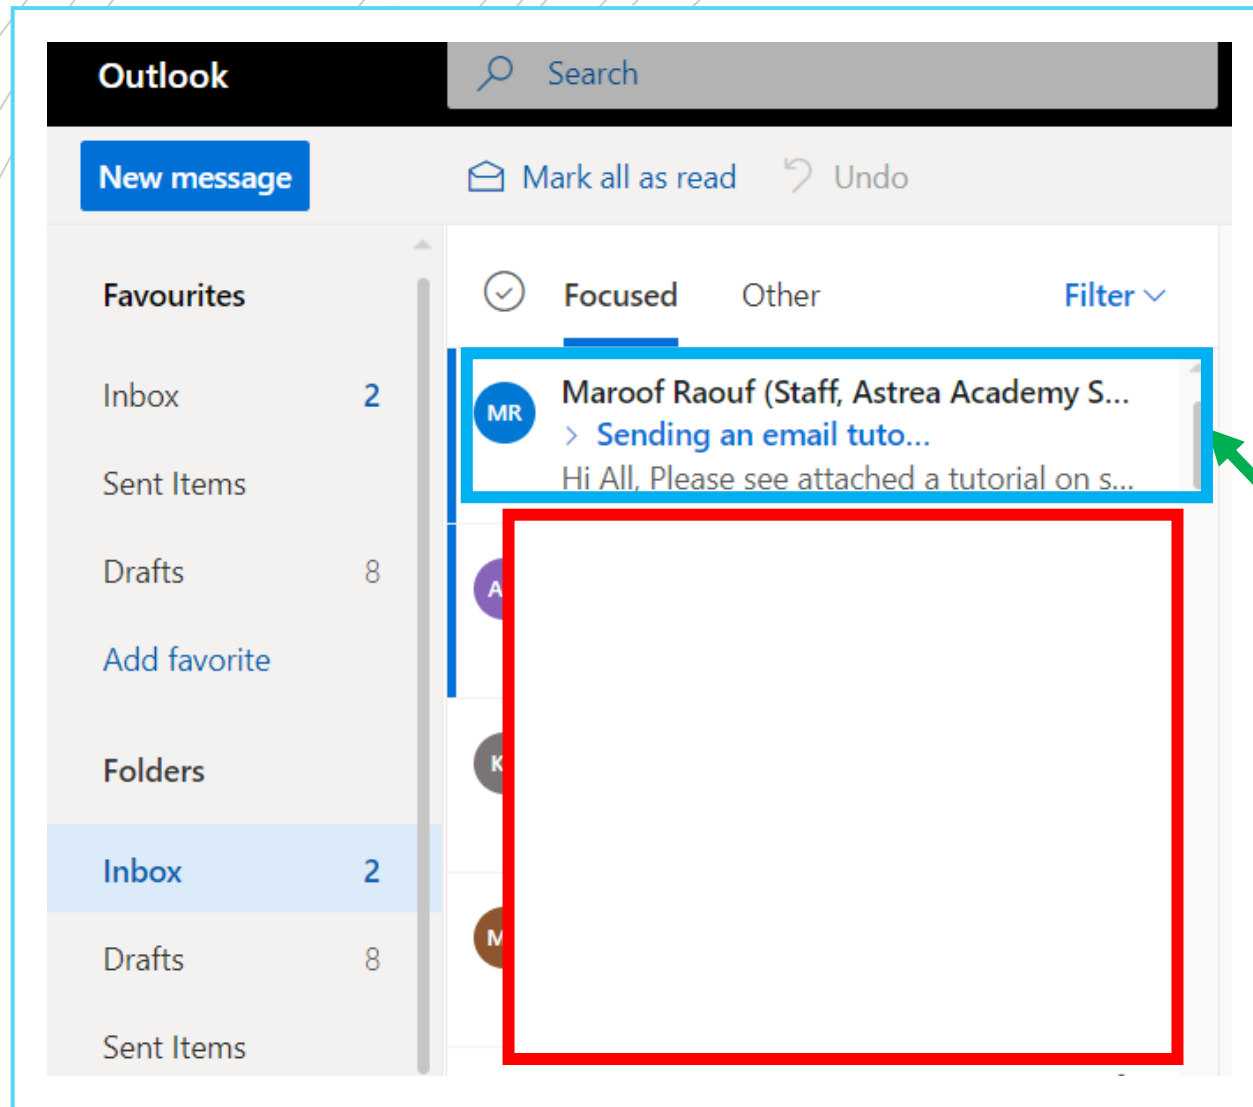 Outlook
Search
New message
Mark all as read
Undo
Favourites
Inbox 2
Sent Items
Drafts 8
Add favorite
Folders
Inbox 2
Drafts 8
Sent Items
Focused
Other
Filter
MR
Maroof Raouf (Staff, Astrea Academy S...
> Sending an email tuto...
Hi All, Please see attached a tutorial on s...
A
K
M